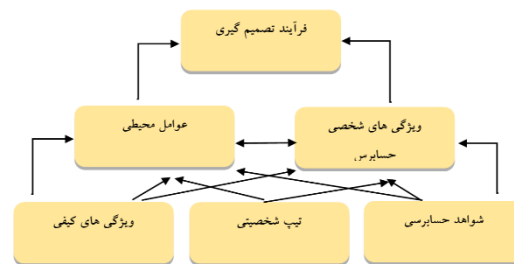 فرآیند تصمیم گیری
ویژگی های شخصی
حسابرس
عوامل محیطی
شواهد حسابرسی
تیپ شخصیتی
ویژگی های کیفی